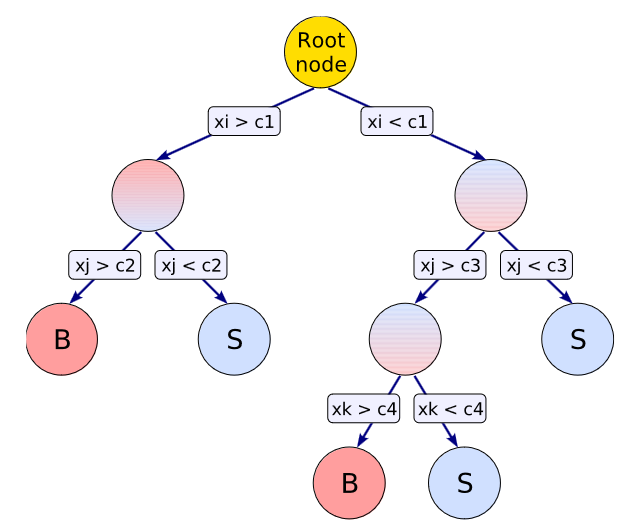 Root
node
xi > c1
xi < c1
xj > c2
xj < c2
xj > c3
xj < c3
B
S
S
xk > c4
xk < c4
B
S